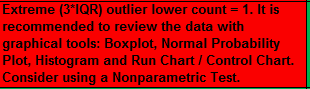 Extreme (3*IQR) outlier lower count = 1. It is
recommended to review the data with
graphical tools: Boxplot, Normal Probability
Plot, Histogram and Run Chart / Control Chart.
Consider using a Nonparametric Test.